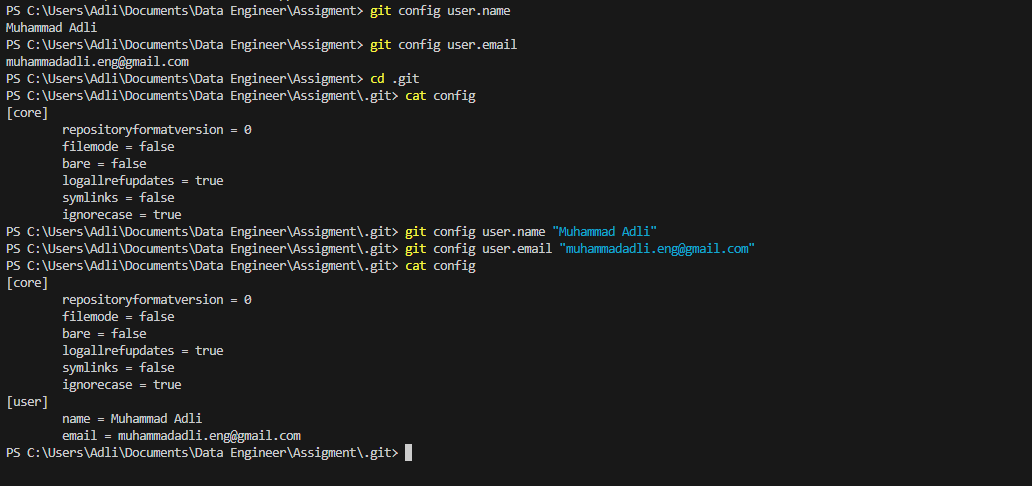 PS C:\Users\Adli\Documents\Data Engineer\Assigment> git config user.name
Muhammad Adli
PS C:\Users\Adli\Documents\Data Engineer\Assigment> git config user.email
muhammadadli.eng@gmail.com
PS C:\Users\Adli\Documents\Data Engineer\Assigment> cd .git
PS C:\Users\Adli\Documents\Data Engineer\Assigment\.git> cat config
[core]
        repositoryformatversion = 0
        filemode = false
        bare = false
        logallrefupdates = true
        symlinks = false
        ignorecase = true
PS C:\Users\Adli\Documents\Data Engineer\Assigment\.git> git config user.name "Muhammad Adli"
PS C:\Users\Adli\Documents\Data Engineer\Assigment\.git> git config user.email "muhammadadli.eng@gmail.com"
PS C:\Users\Adli\Documents\Data Engineer\Assigment\.git> cat config
[core]
        repositoryformatversion = 0
        filemode = false
        bare = false
        logallrefupdates = true
        symlinks = false
        ignorecase = true
[user]
        name = Muhammad Adli
        email = muhammadadli.eng@gmail.com
PS C:\Users\Adli\Documents\Data Engineer\Assigment\.git>